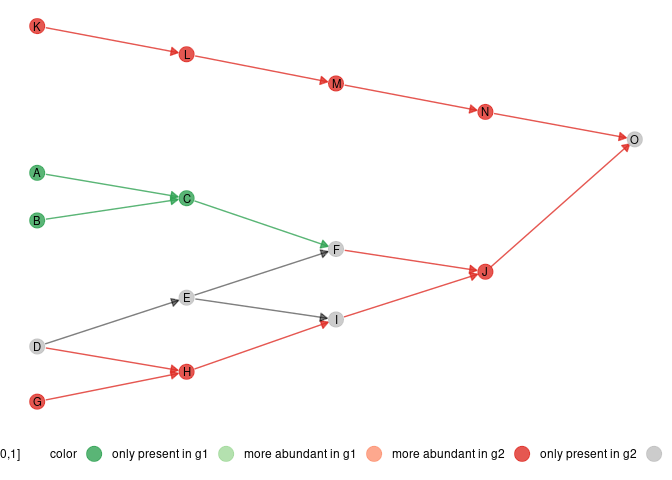 K
L
M
N
O
A
B
C
F
J
E
I
D
H
G
0,1] color only present in g1 more abundant in g1 more abundant in g2 only present in g2